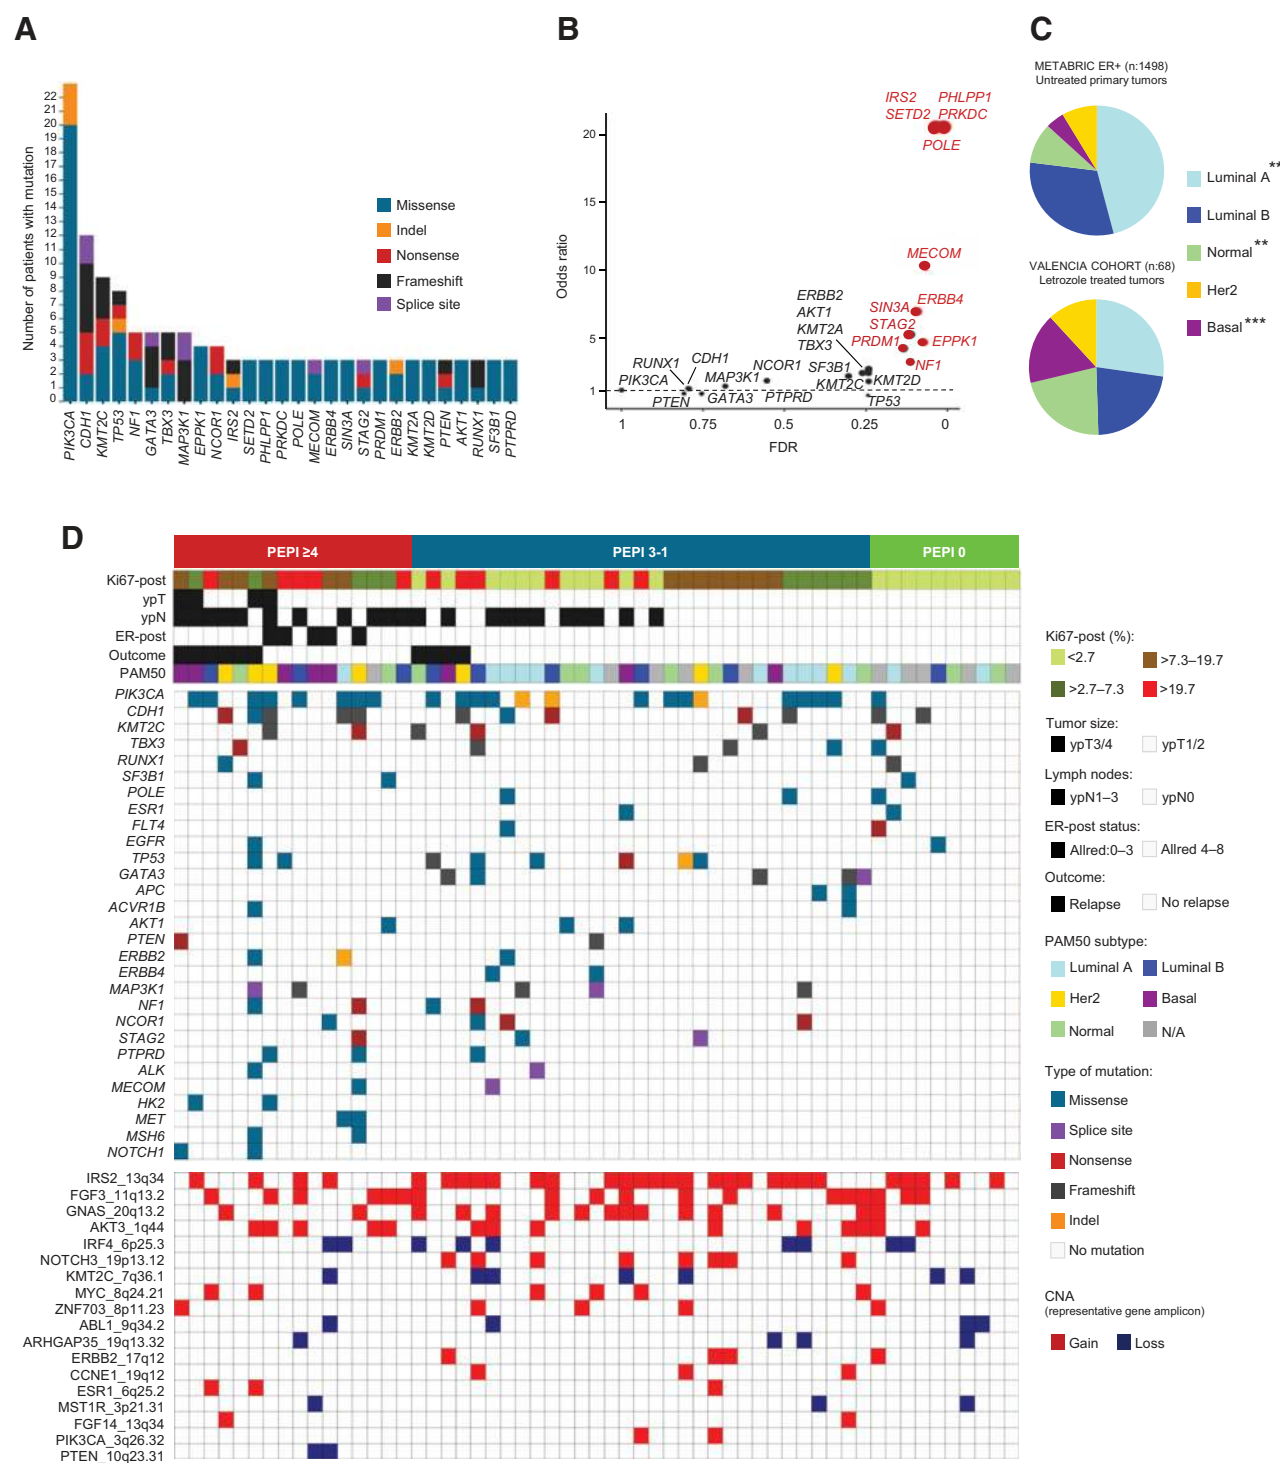 A
Number of patients with mutation
22
21
20
19
18
17
16
15
14
13
12
11
10
9
8
7
6
5
4
3
2
1
0
PIK3CA
CDH1
KMT2C
TP53
NF1
GATA3
TBX3
MAP3K1
EPPK1
NCOR1
IRS2
SETD2
PHLPP1
PRKDC
POLE
MECOM
ERBB4
SIN3A
STAG2
PRDM1
ERBB2
KMT2A
KMT2D
PTEN
AKT1
RUNX1
SF3B1
PTPRD
Missense
Indel
Nonsense
Frameshift
Splice site
B
Odds ratio
20
15
10
5
1
IRS2 PHLPP1
SETD2 PRKDC
POLE
MECOM
SIN3A ERBB4
STAG2
PRDM1 EPPK1
NF1
ERBB2
AKT1
KMT2A
TBX3
RUNX1 CDH1
NCOR1 SF3B1
PIK3CA MAP3K1 KMT2C KMT2D
PTEN GATA3 PTPRD TP53
1 0.75 0.5 0.25 0
FDR
C
METABRIC ER+ (n:1498)
Untreated primary tumors
VALENCIA COHORT (n:68)
Letrozole treated tumors
Luminal A**
Luminal B
Normal**
Her2
Basal***
D
PEPI ≥4 PEPI 3-1 PEPI 0
Ki67-post
ypT
ypN
ER-post
Outcome
PAM50
PIK3CA
CDH1
KMT2C
TBX3
RUNX1
SF3B1
POLE
ESR1
FLT4
EGFR
TP53
GATA3
APC
ACVR1B
AKT1
PTEN
ERBB2
ERBB4
MAP3K1
NF1
NCOR1
STAG2
PTPRD
ALK
MECOM
HK2
MET
MSH6
NOTCH1
IRS2_13q34
FGF3_11q13.2
GNAS_20q13.2
AKT3_1q44
IRF4_6p25.3
NOTCH3_19p13.12
KMT2C_7q36.1
MYC_8q24.21
ZNF703_8p11.23
ABL1_9q34.2
ARHGAP35_19q13.32
ERBB2_17q12
CCNE1_19q12
ESR1_6q25.2
MST1R_3p21.31
FGF14_13q34
PIK3CA_3q26.32
PTEN_10q23.31
Ki67-post (%):
<2.7 >7.3–19.7
>2.7–7.3 >19.7
Tumor size:
ypT3/4 ypT1/2
Lymph nodes:
ypN1–3 ypN0
ER-post status:
Allred:0–3 Allred 4–8
Outcome:
Relapse No relapse
PAM50 subtype:
Luminal A Luminal B
Her2 Basal
Normal N/A
Type of mutation:
Missense
Splice site
Nonsense
Frameshift
Indel
No mutation
CNA
(representative gene amplicon)
Gain Loss